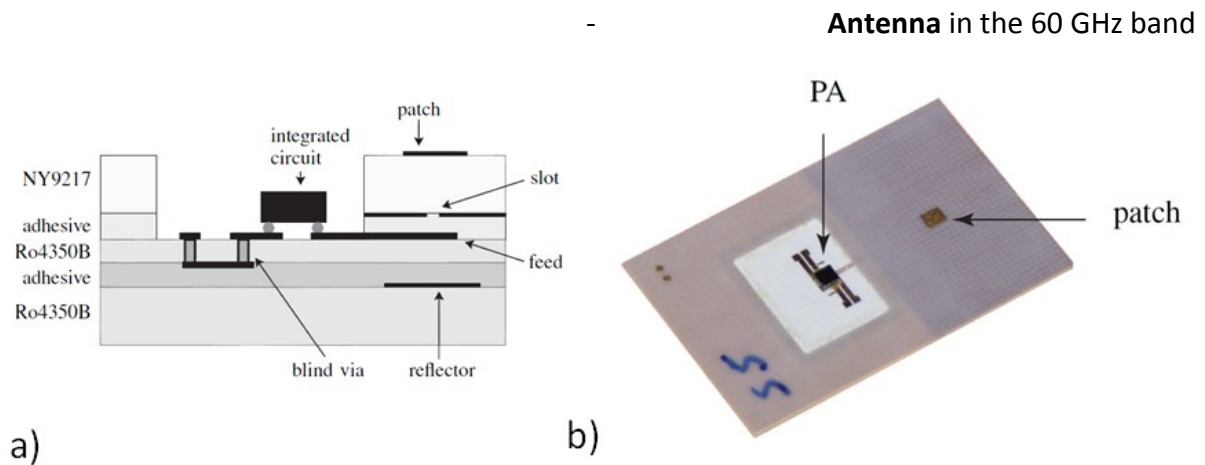 -
Antenna in the 60 GHz band
patch
integrated
circuit
NY9217
slot
adhesive
Ro4350B
feed
adhesive
Ro4350B
blind via
reflector
a)
PA
patch
55
b)